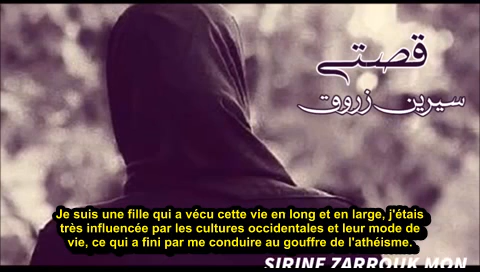 قصتي
سيرين زروق
Je suis une fille qui a vécu cette vie en long et en large, j'étais
très influencée par les cultures occidentales et leur mode de
vie, ce qui a fini par me conduire au gouffre de l'athéisme.
SIRINE ZARROUK MON